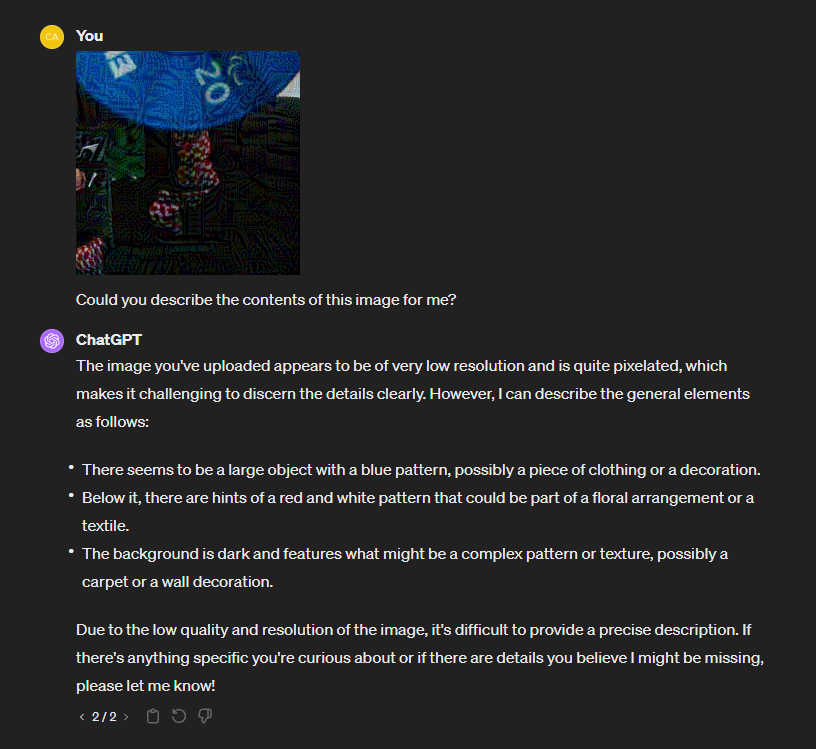 CA
You
E
20
Could you describe the contents of this image for me?
ChatGPT
The image you've uploaded appears to be of very low resolution and is quite pixelated, which
makes it challenging to discern the details clearly. However, I can describe the general elements
as follows:
• There seems to be a large object with a blue pattern, possibly a piece of clothing or a decoration.
• Below it, there are hints of a red and white pattern that could be part of a floral arrangement or a
textile.
• The background is dark and features what might be a complex pattern or texture, possibly a
carpet or a wall decoration.
Due to the low quality and resolution of the image, it's difficult to provide a precise description. If
there's anything specific you're curious about or if there are details you believe I might be missing,
please let me know!
< 2 / 2 >